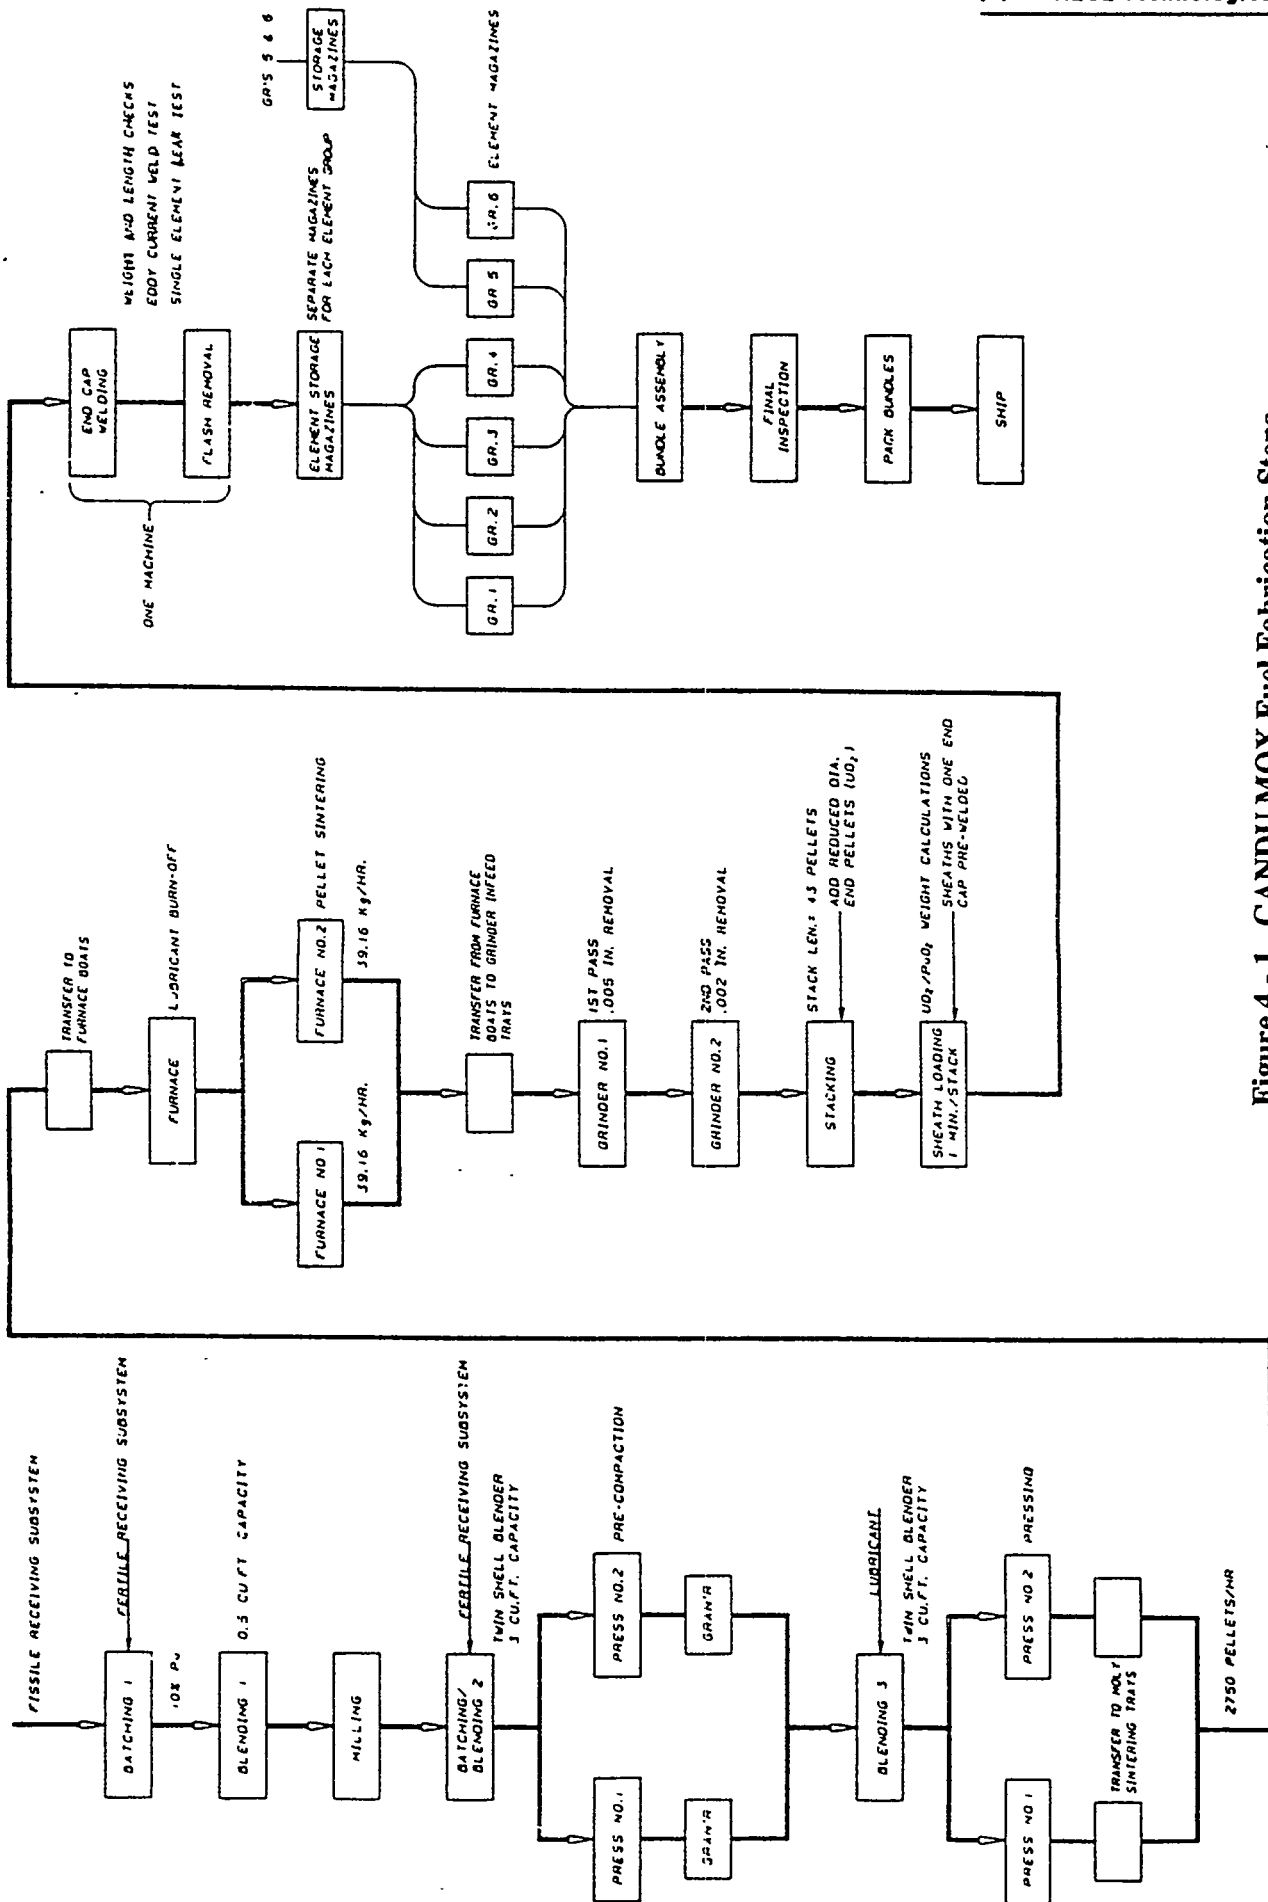 FISSILE RECEIVING SUBSYSTEM
FERTILE RECEIVING SUBSYSTEM
BATCHING 1
10% Pu
BLENDING 1
0.5 CU FT CAPACITY
MILLING
FERTILE RECEIVING SUBSYSTEM
BATCHING/
BLENDING 2
TWIN SHELL BLENDER
3 CU.FT. CAPACITY
PRE-COMPACTION
PRESS NO.1
PRESS NO.2
GRAN'R
GRAN'R
LUBRICANT
BLENDING 3
TWIN SHELL BLENDER
3 CU.FT. CAPACITY
PRESSING
PRESS NO 1
PRESS NO 2
TRANSFER TO MOLY
SINTERING TRAYS
2750 PELLETS/HR
TRANSFER TO
FURNACE BOATS
FURNACE
LUBRICANT BURN-OFF
FURNACE NO 1
FURNACE NO.2
PELLET SINTERING
39.16 Kg/HR.
39.16 Kg/HR.
TRANSFER FROM FURNACE
BOATS TO GRINDER INFEED
TRAYS
GRINDER NO.1
1ST PASS
.005 IN. REMOVAL
GRINDER NO.2
2ND PASS
.002 IN. REMOVAL
STACKING
STACK LEN.=
PELLETS
ADD REDUCED DIA.
END PELLETS (UO₂)
SHEATH LOADING
1 MIN./STACK
UO₂/PuO₂ WEIGHT CALCULATIONS
SHEATHS WITH ONE END
CAP PRE-WELDED
END CAP
WELDING
FLASH REMOVAL
ONE MACHINE
WEIGHT AND LENGTH CHECKS
EDDY CURRENT WELD TEST
SINGLE ELEMENT LEAK TEST
ELEMENT STORAGE
MAGAZINES
SEPARATE MAGAZINES
FOR EACH ELEMENT GROUP
GR'S 5 & 6
STORAGE
MAGAZINES
GR.1
GR.2
GR.3
GR.4
GR 5
GR.6
ELEMENT MAGAZINES
BUNDLE ASSEMBLY
FINAL
INSPECTION
PACK BUNDLES
SHIP
Figure 4 - 1 CANDU MOX Fuel Fabrication Steps